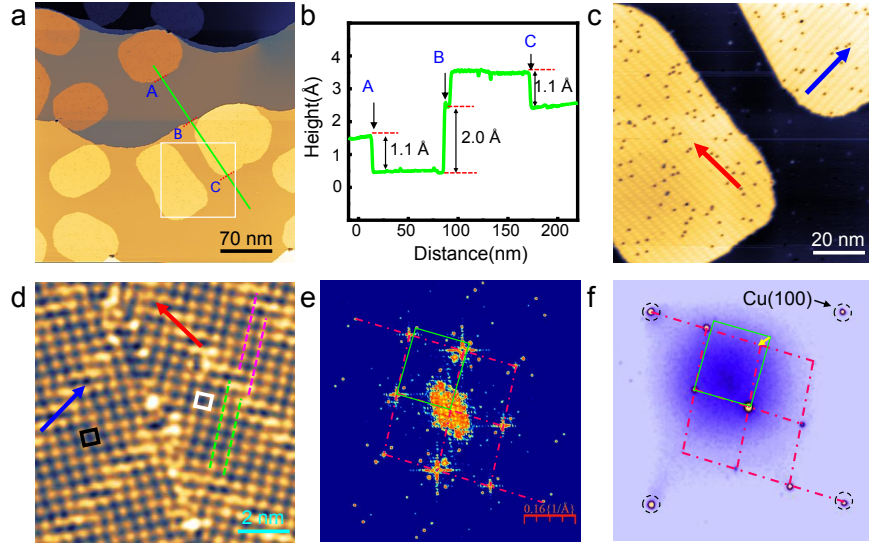 a
A
B
C
70 nm
b
Height(Å)
4
3
2
1
0
A
B
C
1.1 Å
2.0 Å
1.1 Å
0
50
100
150
200
Distance(nm)
c
20 nm
d
2 nm
e
0.16[1/Å]
f
Cu(100)